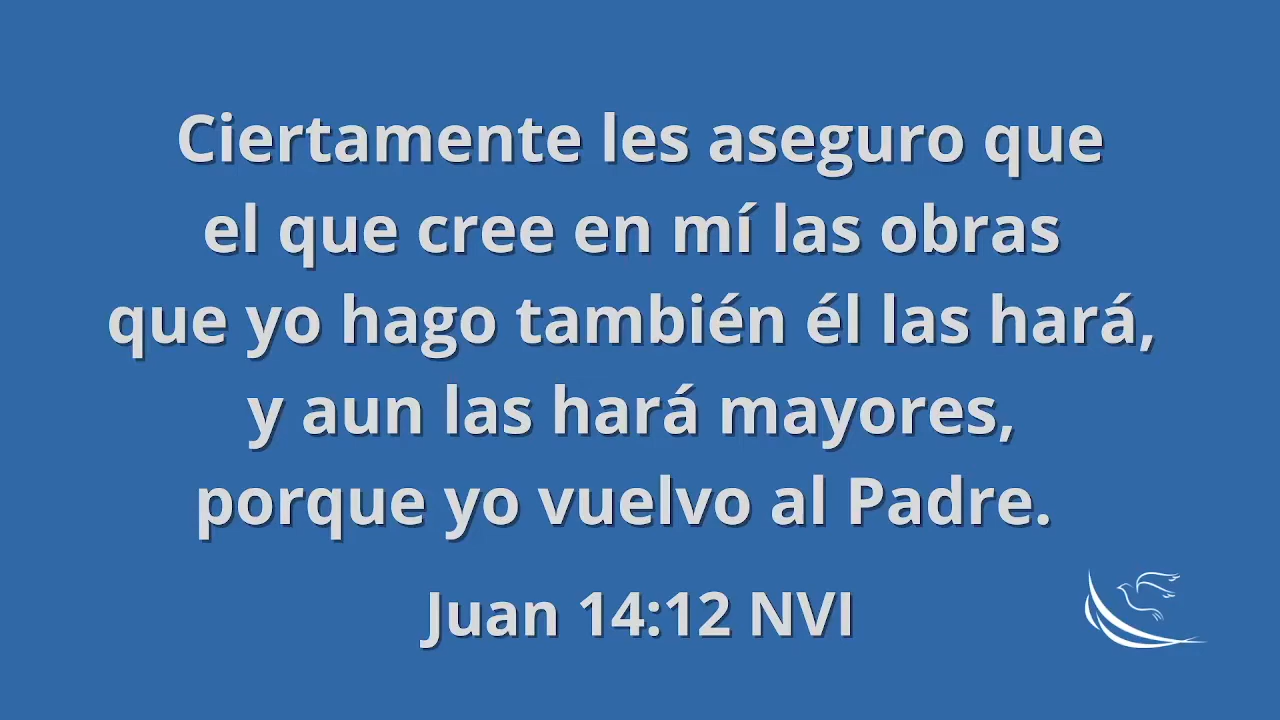 Ciertamente les aseguro que
el que cree en mí las obras
que yo hago también él las hará,
y aun las hará mayores,
porque yo vuelvo al Padre.
Juan 14:12 NVI